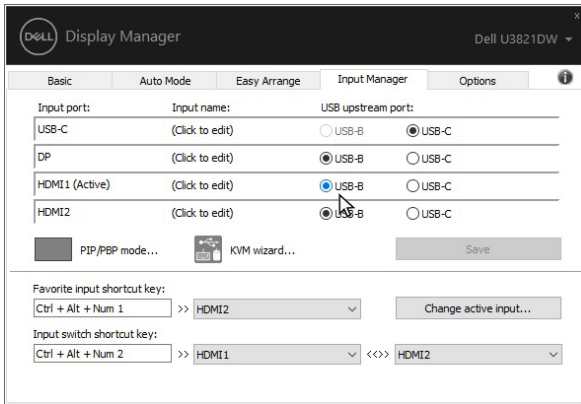 DELL Display Manager
x
Dell U3821DW
Basic Auto Mode Easy Arrange Input Manager Options i
Input port: Input name: USB upstream port:
USB-C (Click to edit) USB-B USB-C
DP (Click to edit) USB-B USB-C
HDMI1 (Active) (Click to edit) USB-B USB-C
HDMI2 (Click to edit) USB-B USB-C
PIP/PBP mode... KVM wizard... Save
Favorite input shortcut key:
Ctrl + Alt + Num 1 >> HDMI2 Change active input...
Input switch shortcut key:
Ctrl + Alt + Num 2 >> HDMI1 <<>> HDMI2